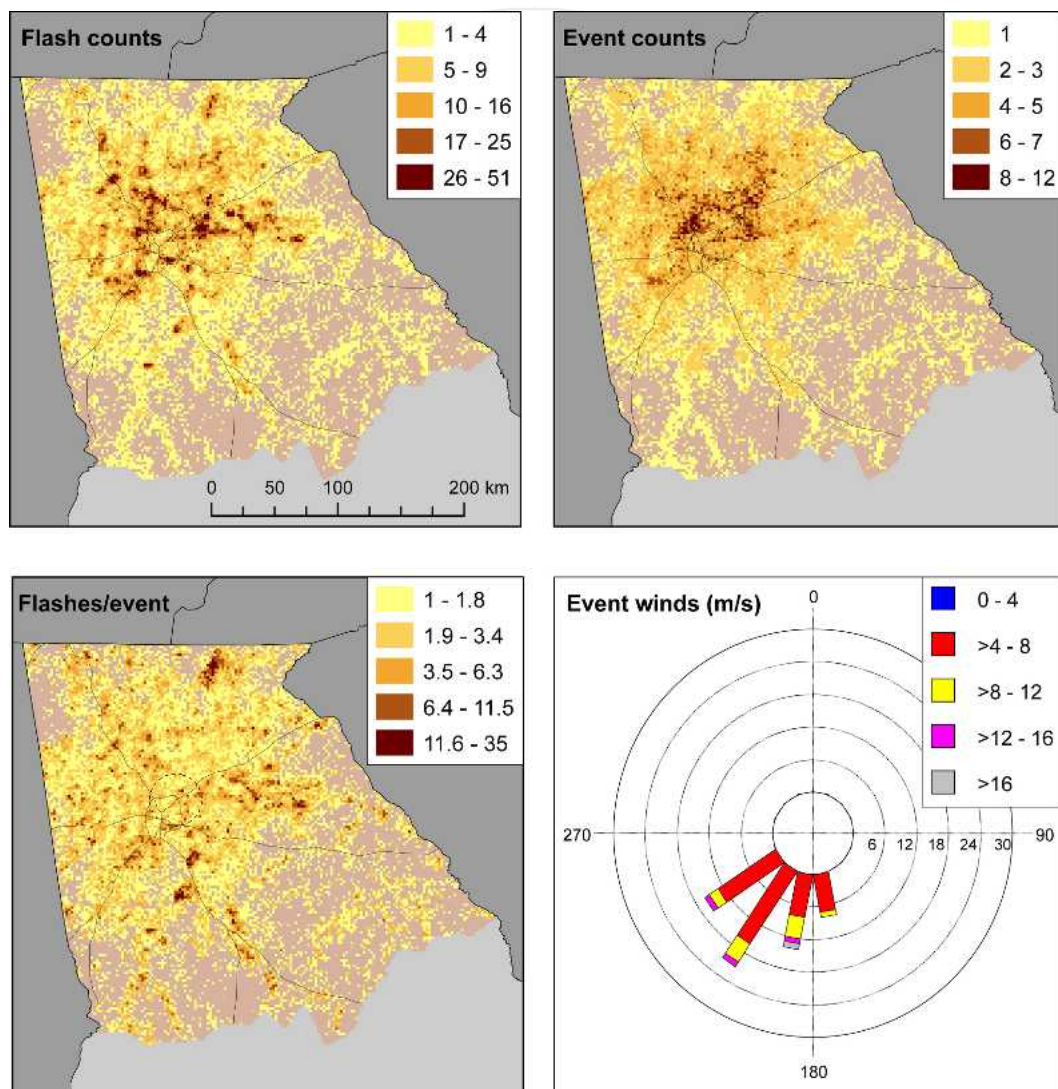 Flash counts
1 - 4
5 - 9
10 - 16
17 - 25
26 - 51
0 50 100 200 km
Event counts
1
2 - 3
4 - 5
6 - 7
8 - 12
Flashes/event
1 - 1.8
1.9 - 3.4
3.5 - 6.3
6.4 - 11.5
11.6 - 35
Event winds (m/s)
0 - 4
>4 - 8
>8 - 12
>12 - 16
>16
0
270 6 12 18 24 30 90
180